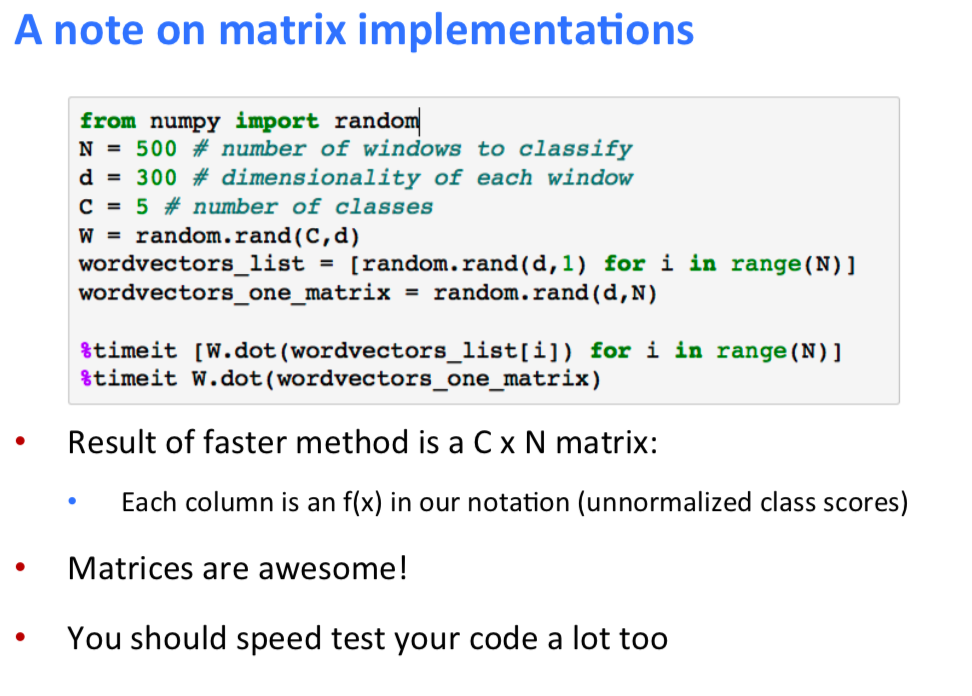 A note on matrix implementations
from numpy import random
N = 500 # number of windows to classify
d = 300 # dimensionality of each window
C = 5 # number of classes
W = random.rand(C,d)
wordvectors_list = [random.rand(d,1) for i in range(N)]
wordvectors_one_matrix = random.rand(d,N)
%timeit [W.dot(wordvectors_list[i]) for i in range(N)]
%timeit W.dot(wordvectors_one_matrix)
• Result of faster method is a C x N matrix:
• Each column is an f(x) in our notation (unnormalized class scores)
• Matrices are awesome!
• You should speed test your code a lot too